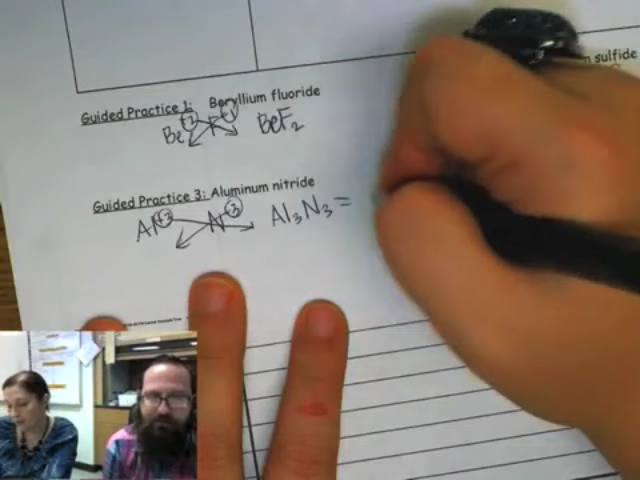 n sulfide
Guided Practice 1: Beryllium fluoride
Be+2 F-1 BeF2
Guided Practice 3: Aluminum nitride
Al+3 N-3 Al3N3 =